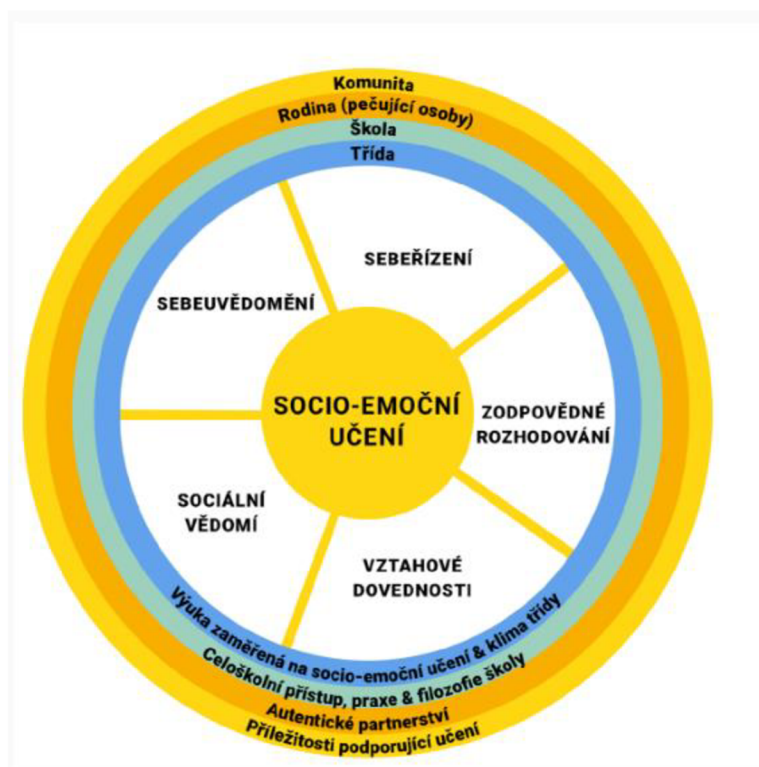 Komunita
Rodina (pečující osoby)
Škola
Třída
SEBEŘÍZENÍ
SEBEUVĚDOMĚNÍ
SOCIO-EMOČNÍ
UČENÍ
ZODPOVĚDNÉ
ROZHODOVÁNÍ
SOCIÁLNÍ
VĚDOMÍ
VZTAHOVÉ
DOVEDNOSTI
Výuka zaměřená na socio-emoční učení & klima třídy
Celoškolní přístup, praxe & filozofie školy
Autentické partnerství
Příležitosti podporující učení